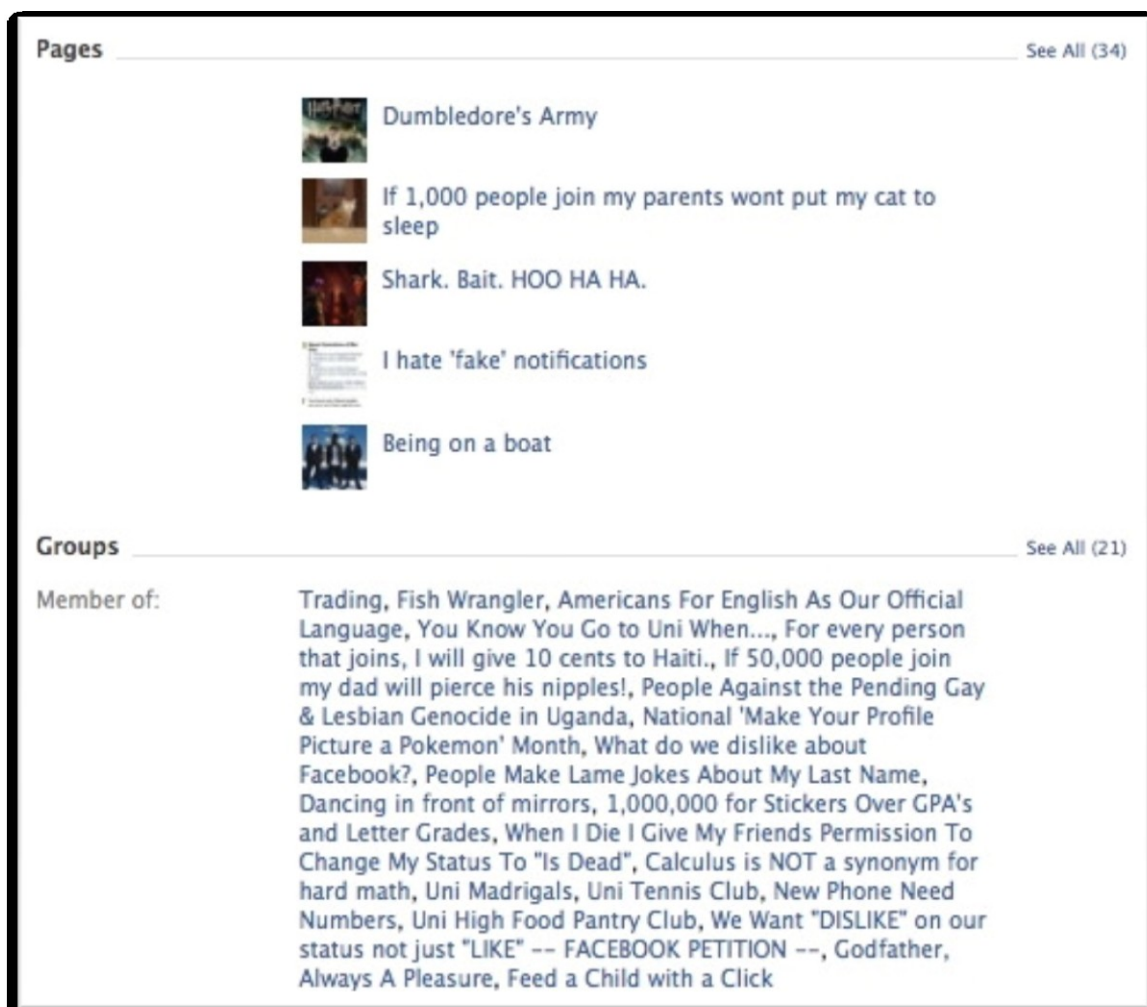 Pages
See All (34)
Dumbledore's Army
If 1,000 people join my parents wont put my cat to
sleep
Shark. Bait. HOO HA HA.
I hate 'fake' notifications
Being on a boat
Groups
See All (21)
Member of:
Trading, Fish Wrangler, Americans For English As Our Official
Language, You Know You Go to Uni When..., For every person
that joins, I will give 10 cents to Haiti., If 50,000 people join
my dad will pierce his nipples!, People Against the Pending Gay
& Lesbian Genocide in Uganda, National 'Make Your Profile
Picture a Pokemon' Month, What do we dislike about
Facebook?, People Make Lame Jokes About My Last Name,
Dancing in front of mirrors, 1,000,000 for Stickers Over GPA's
and Letter Grades, When I Die I Give My Friends Permission To
Change My Status To "Is Dead", Calculus is NOT a synonym for
hard math, Uni Madrigals, Uni Tennis Club, New Phone Need
Numbers, Uni High Food Pantry Club, We Want "DISLIKE" on our
status not just "LIKE" -- FACEBOOK PETITION --, Godfather,
Always A Pleasure, Feed a Child with a Click